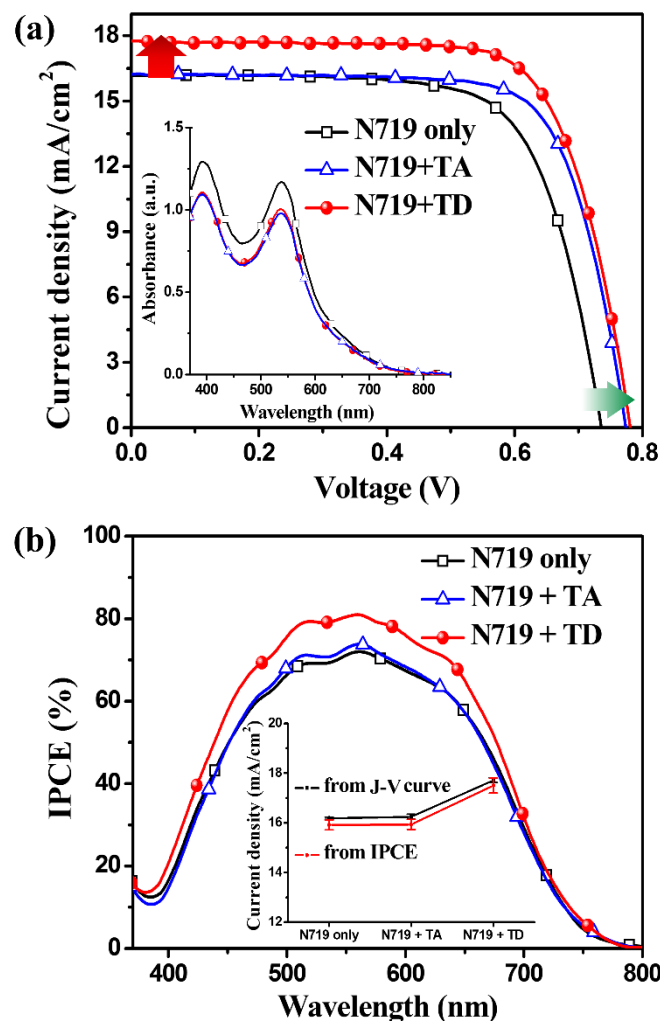 (a)
Current density (mA/cm²)
18
15
12
9
6
3
0
0.0 0.2 0.4 0.6 0.8
Voltage (V)
N719 only
N719+TA
N719+TD
Absorbance (a.u.)
1.5
1.0
0.5
0.0
400 500 600 700 800
Wavelength (nm)
(b)
IPCE (%)
100
80
60
40
20
0
400 500 600 700 800
Wavelength (nm)
N719 only
N719 + TA
N719 + TD
Currrent density (mA/cm²)
20
18
16
14
12
from J-V curve
from IPCE
N719 only N719 + TA N719 + TD